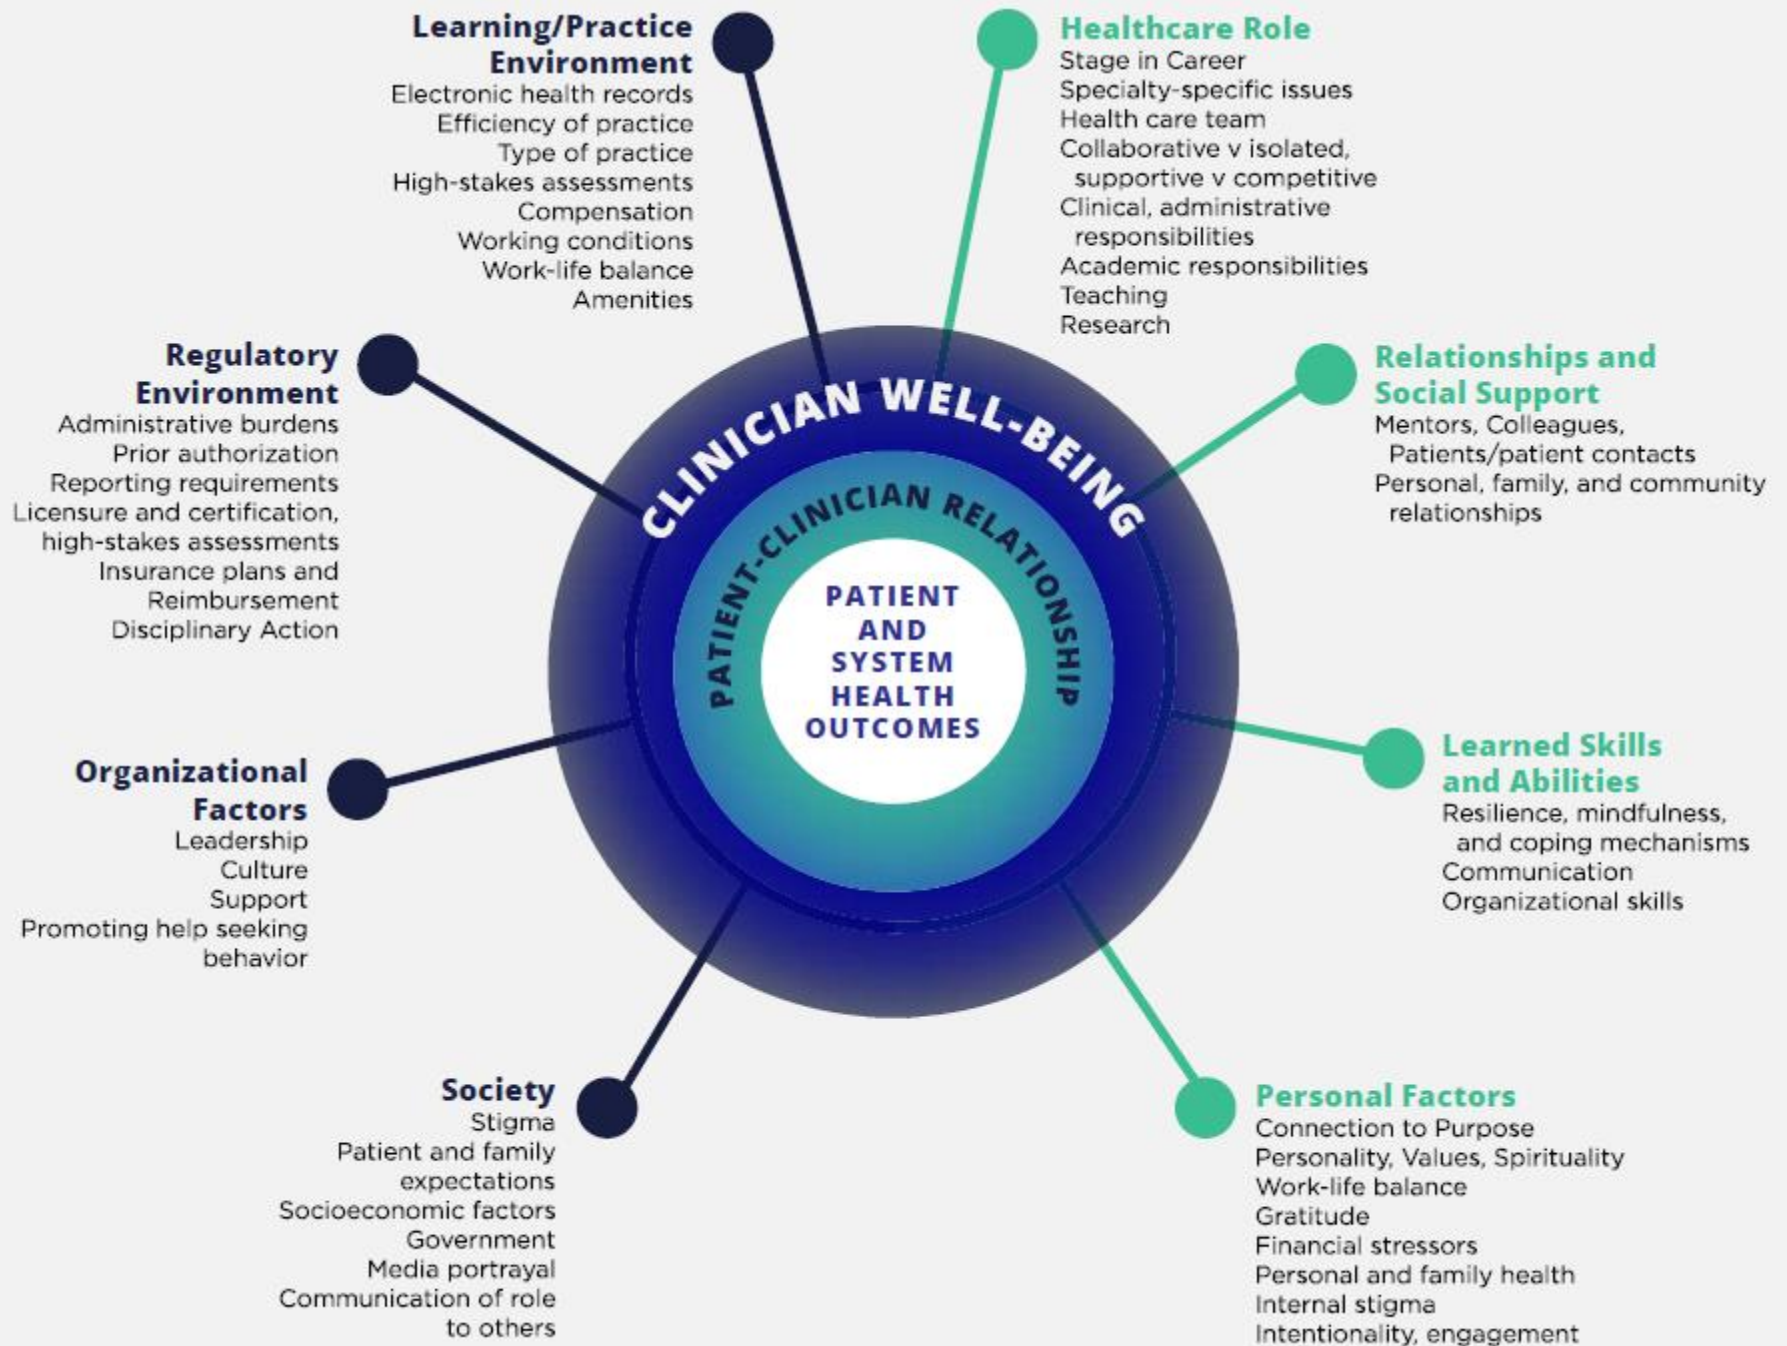 Learning/Practice
Environment
Electronic health records
Efficiency of practice
Type of practice
High-stakes assessments
Compensation
Working conditions
Work-life balance
Amenities
Healthcare Role
Stage in Career
Specialty-specific issues
Health care team
Collaborative v isolated,
supportive v competitive
Clinical, administrative
responsibilities
Academic responsibilities
Teaching
Research
Regulatory
Environment
Administrative burdens
Prior authorization
Reporting requirements
Licensure and certification,
high-stakes assessments
Insurance plans and
Reimbursement
Disciplinary Action
Relationships and
Social Support
Mentors, Colleagues,
Patients/patient contacts
Personal, family, and community
relationships
CLINICIAN WELL-BEING
PATIENT-CLINICIAN RELATIONSHIP
PATIENT
AND
SYSTEM
HEALTH
OUTCOMES
Organizational
Factors
Leadership
Culture
Support
Promoting help seeking
behavior
Learned Skills
and Abilities
Resilience, mindfulness,
and coping mechanisms
Communication
Organizational skills
Society
Stigma
Patient and family
expectations
Socioeconomic factors
Government
Media portrayal
Communication of role
to others
Personal Factors
Connection to Purpose
Personality, Values, Spirituality
Work-life balance
Gratitude
Financial stressors
Personal and family health
Internal stigma
Intentionality, engagement